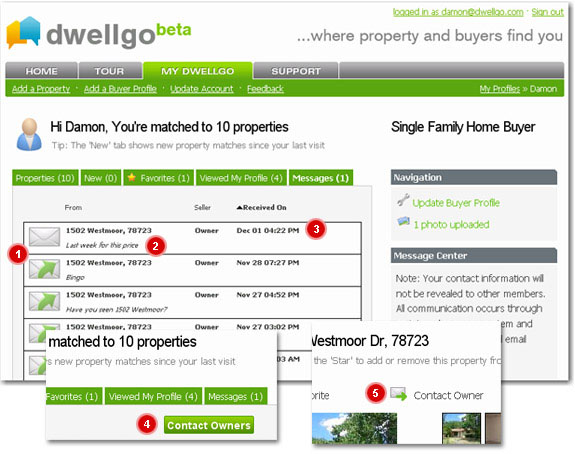 logged in as damon@dwellgo.com · Sign out
dwellgo beta
...where property and buyers find you
HOME TOUR MY DWELLGO SUPPORT
Add a Property · Add a Buyer Profile · Update Account · Feedback My Profiles » Damon
Hi Damon, You're matched to 10 properties
Tip: The 'New' tab shows new property matches since your last visit
Single Family Home Buyer
Properties (10) New (0) Favorites (1) Viewed My Profile (4) Messages (1)
From Seller Received On
1502 Westmoor, 78723 Owner Dec 01 04:22 PM 3
Last week for this price 2
1
1502 Westmoor, 78723 Owner Nov 28 07:27 PM
Bingo
1502 Westmoor, 78723 Owner Nov 27 04:52 PM
Have you seen 1502 Westmoor?
1502 Westmoor, 78723 Owner Nov 27 03:02 PM
03 AM
Navigation
Update Buyer Profile
1 photo uploaded
Message Center
Note: Your contact information will
not be revealed to other members.
All communication occurs through
em and
email
matched to 10 properties
s new property matches since your last visit
Favorites (1) Viewed My Profile (4) Messages (1)
4 Contact Owners
Westmoor Dr, 78723
the 'Star' to add or remove this property fro
orite 5 Contact Owner